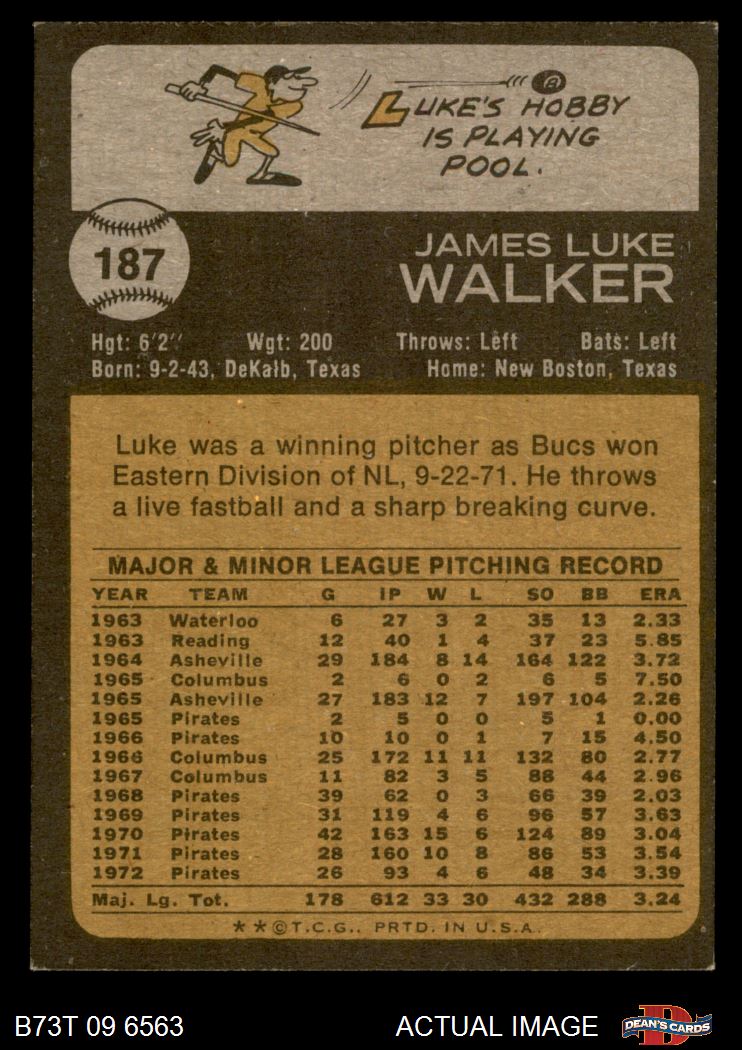 LUKE'S HOBBY
IS PLAYING
POOL.
8
187
JAMES LUKE
WALKER
Hgt: 6'2" Wgt: 200 Throws: Left Bats: Left
Born: 9-2-43, DeKalb, Texas Home: New Boston, Texas
Luke was a winning pitcher as Bucs won
Eastern Division of NL, 9-22-71. He throws
a live fastball and a sharp breaking curve.
MAJOR & MINOR LEAGUE PITCHING RECORD
YEAR TEAM G IP W L SO BB ERA
1963 Waterloo 6 27 3 2 35 13 2.33
1963 Reading 12 40 1 4 37 23 5.85
1964 Asheville 29 184 8 14 164 122 3.72
1965 Columbus 2 6 0 2 6 5 7.50
1965 Asheville 27 183 12 7 197 104 2.26
1965 Pirates 2 5 0 0 5 1 0.00
1966 Pirates 10 10 0 1 7 15 4.50
1966 Columbus 25 172 11 11 132 80 2.77
1967 Columbus 11 82 3 5 88 44 2.96
1968 Pirates 39 62 0 3 66 39 2.03
1969 Pirates 31 119 4 6 96 57 3.63
1970 Pirates 42 163 15 6 124 89 3.04
1971 Pirates 28 160 10 8 86 53 3.54
1972 Pirates 26 93 4 6 48 34 3.39
Maj. Lg. Tot. 178 612 33 30 432 288 3.24
**©T.C.G., PRTD. IN U.S.A.
B73T 09 6563 ACTUAL IMAGE D DEAN'S CARDS